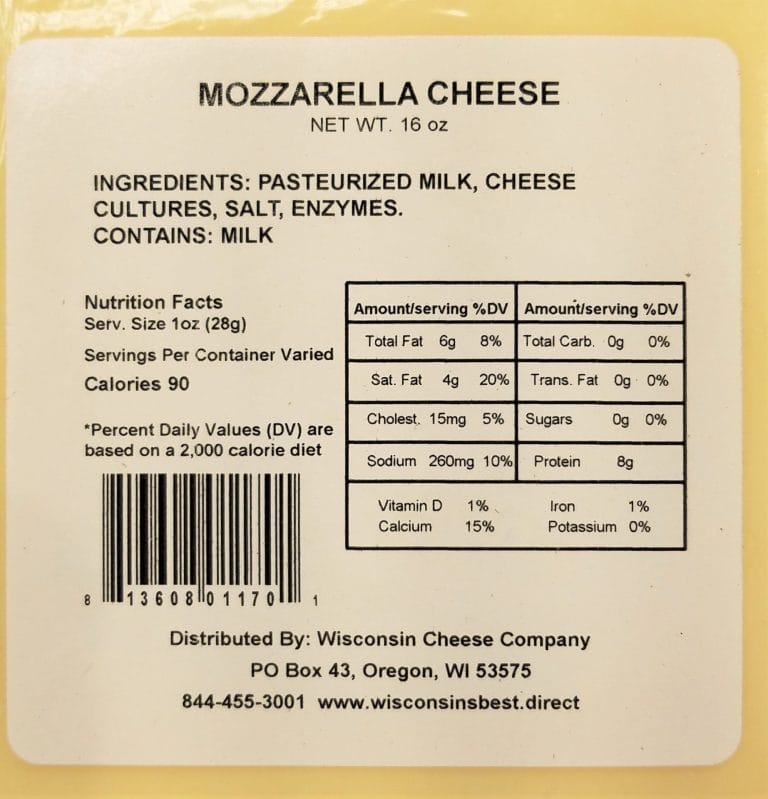 MOZZARELLA CHEESE
NET WT. 16 oz
INGREDIENTS: PASTEURIZED MILK, CHEESE
CULTURES, SALT, ENZYMES.
CONTAINS: MILK
Nutrition Facts
Serv. Size 1oz (28g)
Servings Per Container Varied
Calories 90
*Percent Daily Values (DV) are
based on a 2,000 calorie diet
Amount/serving %DV Amount/serving %DV
Total Fat 6g 8% Total Carb. 0g 0%
Sat. Fat 4g 20% Trans. Fat 0g 0%
Cholest. 15mg 5% Sugars 0g 0%
Sodium 260mg 10% Protein 8g
Vitamin D 1% Iron 1%
Calcium 15% Potassium 0%
8 13608 01170 1
Distributed By: Wisconsin Cheese Company
PO Box 43, Oregon, WI 53575
844-455-3001 www.wisconsinsbest.direct